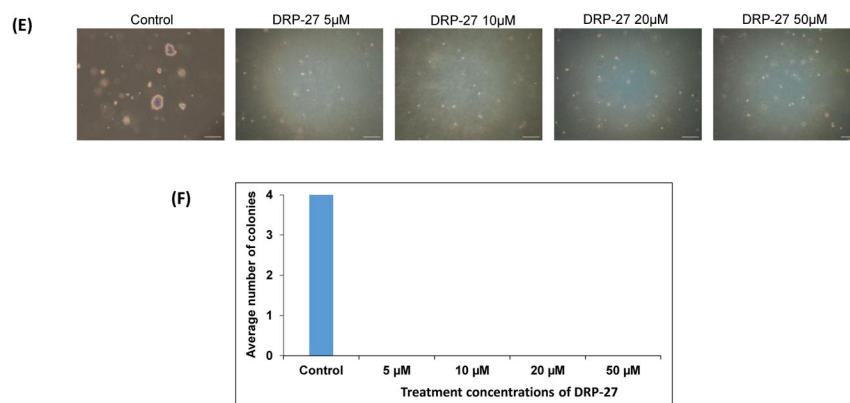 (E)
Control
DRP-27 5µM
DRP-27 10µM
DRP-27 20µM
DRP-27 50µM
(F)
Average number of colonies
4
3
2
1
0
Control
5 µM
10 µM
20 µM
50 µM
Treatment concentrations of DRP-27